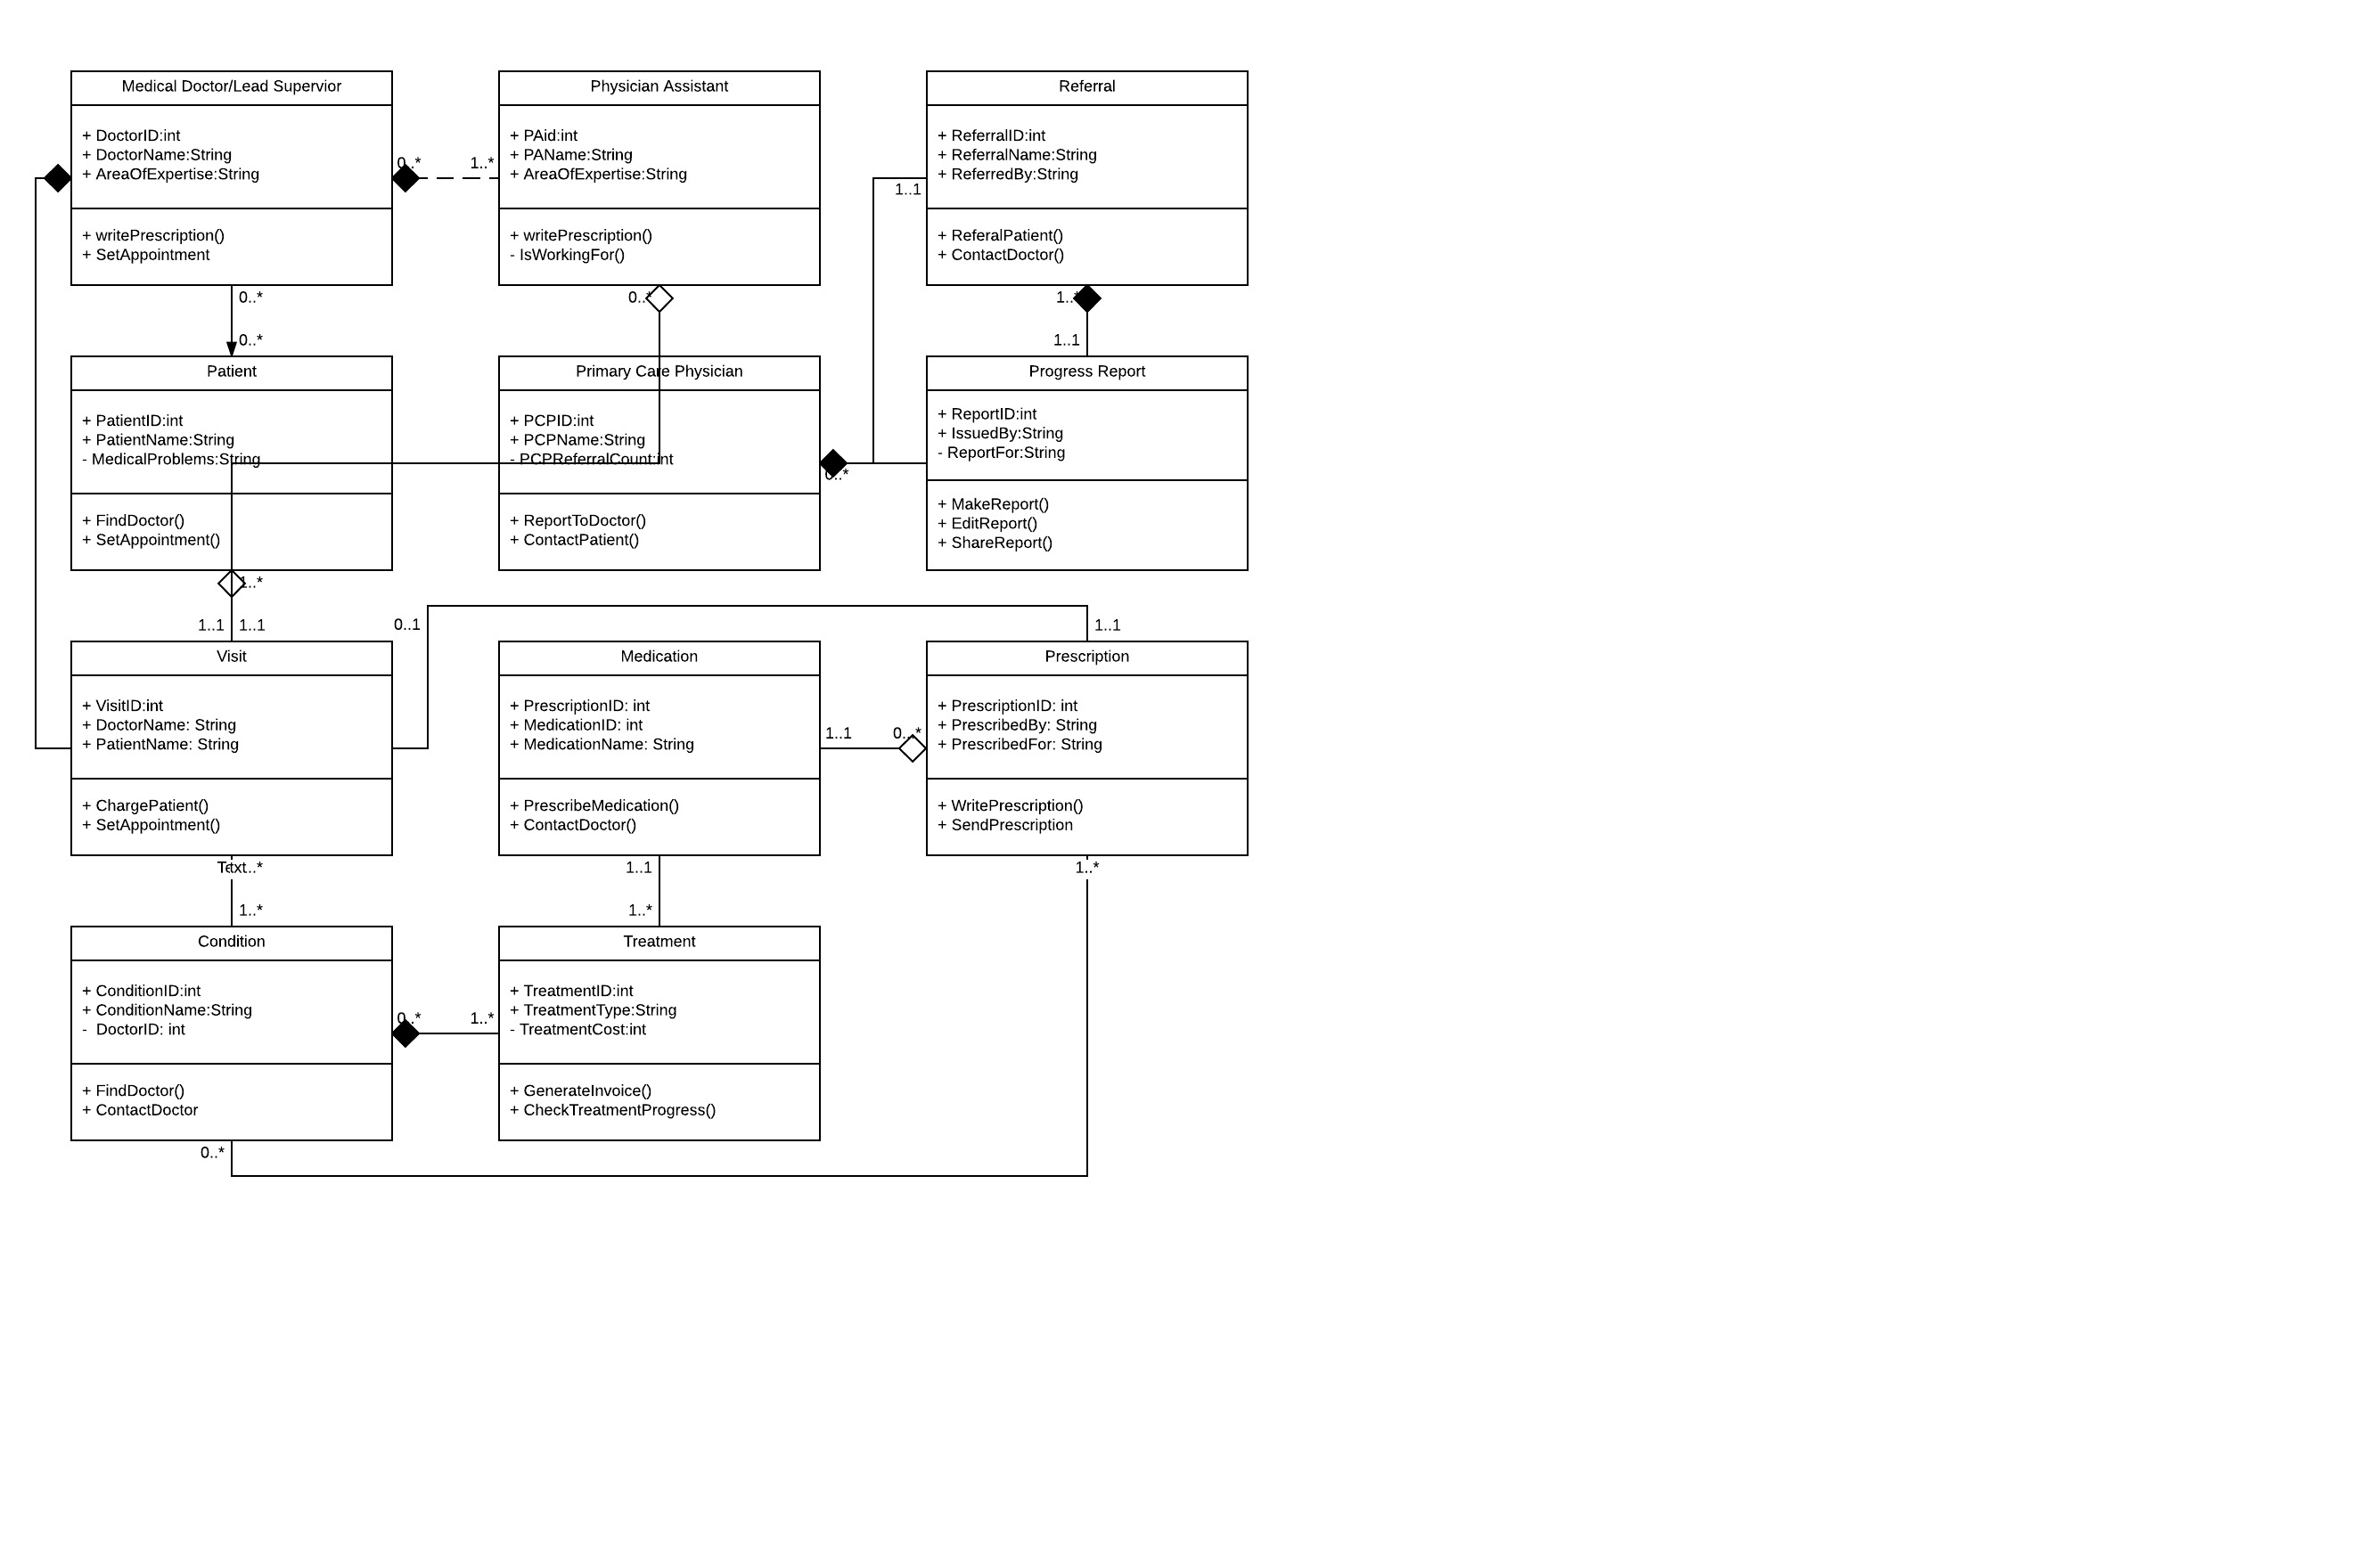 Medical Doctor/Lead Supervior
+ DoctorID:int
+ DoctorName:String
+ AreaOfExpertise:String
+ writePrescription()
+ SetAppointment
0..*
1..*
Physician Assistant
+ PAid:int
+ PAName:String
+ AreaOfExpertise:String
+ writePrescription()
- IsWorkingFor()
Referral
+ ReferralID:int
+ ReferralName:String
+ ReferredBy:String
+ ReferalPatient()
+ ContactDoctor()
1..1
0..*
0..*
0..*
1..*
1..1
Patient
+ PatientID:int
+ PatientName:String
- MedicalProblems:String
+ FindDoctor()
+ SetAppointment()
Primary Care Physician
+ PCPID:int
+ PCPName:String
- PCPReferralCount:int
+ ReportToDoctor()
+ ContactPatient()
0..*
Progress Report
+ ReportID:int
+ IssuedBy:String
- ReportFor:String
+ MakeReport()
+ EditReport()
+ ShareReport()
1..*
1..1
1..1
0..1
1..1
Visit
+ VisitID:int
+ DoctorName: String
+ PatientName: String
+ ChargePatient()
+ SetAppointment()
Medication
+ PrescriptionID: int
+ MedicationID: int
+ MedicationName: String
+ PrescribeMedication()
+ ContactDoctor()
1..1
0..*
Prescription
+ PrescriptionID: int
+ PrescribedBy: String
+ PrescribedFor: String
+ WritePrescription()
+ SendPrescription
Text..*
1..*
1..1
1..*
1..*
Condition
+ ConditionID:int
+ ConditionName:String
-  DoctorID: int
+ FindDoctor()
+ ContactDoctor
0..*
1..*
Treatment
+ TreatmentID:int
+ TreatmentType:String
- TreatmentCost:int
+ GenerateInvoice()
+ CheckTreatmentProgress()
0..*